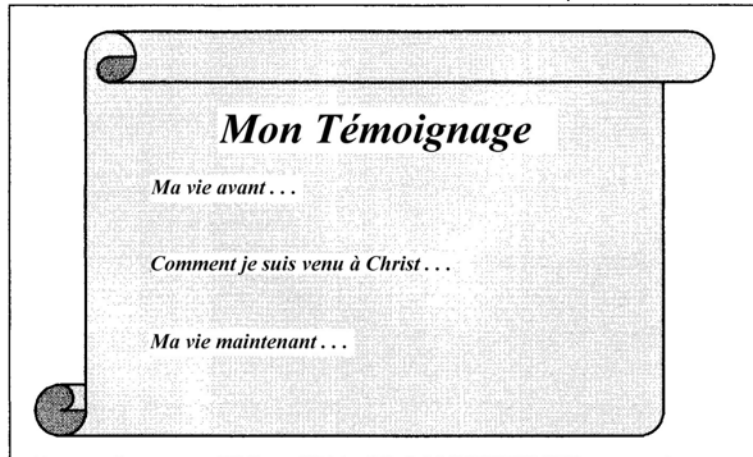 Mon Témoignage
Ma vie avant . . .
Comment je suis venu à Christ . . .
Ma vie maintenant . . .